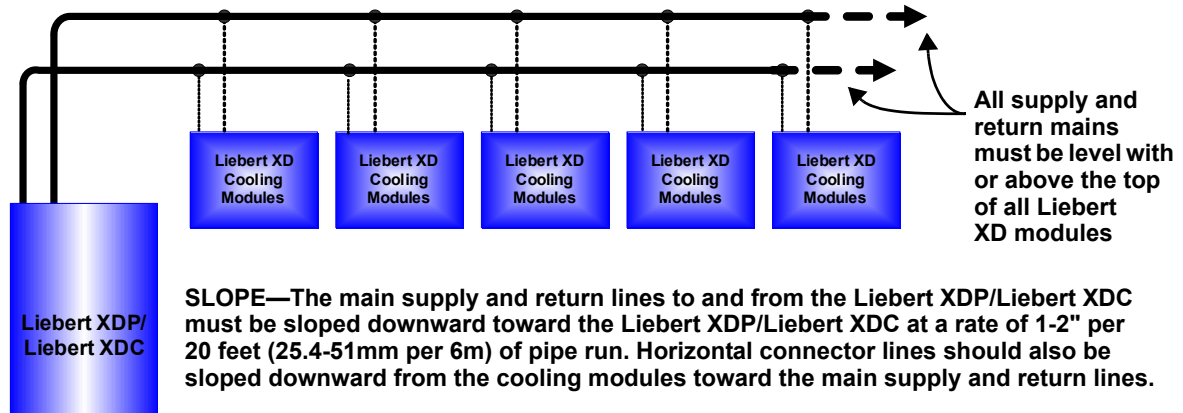 All supply and
return mains
must be level with
or above the top
of all Liebert
XD modules
Liebert XD
Cooling
Modules
Liebert XD
Cooling
Modules
Liebert XD
Cooling
Modules
Liebert XD
Cooling
Modules
Liebert XD
Cooling
Modules
Liebert XDP/
Liebert XDC
SLOPE—The main supply and return lines to and from the Liebert XDP/Liebert XDC
must be sloped downward toward the Liebert XDP/Liebert XDC at a rate of 1-2" per
20 feet (25.4-51mm per 6m) of pipe run. Horizontal connector lines should also be
sloped downward from the cooling modules toward the main supply and return lines.